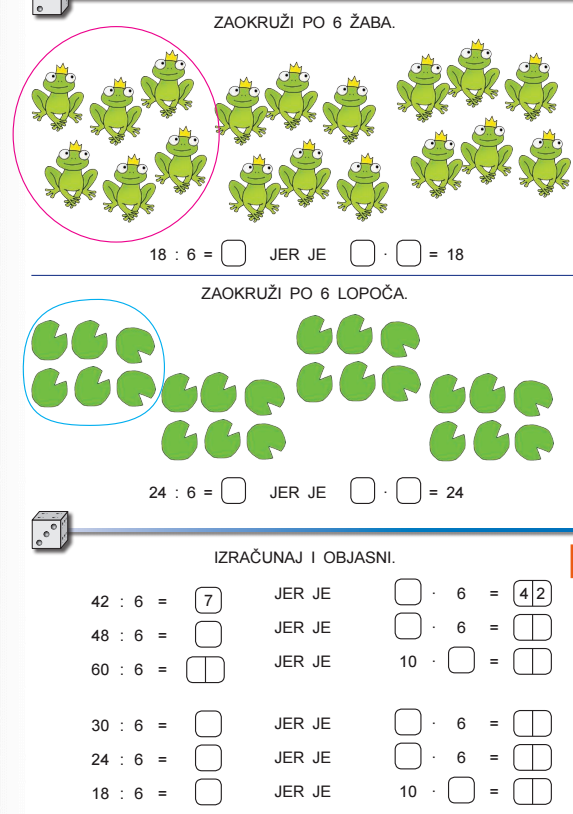 ZAOKRUŽI PO 6 ŽABA.
18 : 6 = JER JE · = 18
ZAOKRUŽI PO 6 LOPOČA.
24 : 6 = JER JE · = 24
IZRAČUNAJ I OBJASNI.
42 : 6 = 7 JER JE · 6 = 42
48 : 6 = JER JE · 6 =
60 : 6 = JER JE 10 · =
30 : 6 = JER JE · 6 =
24 : 6 = JER JE · 6 =
18 : 6 = JER JE 10 · =